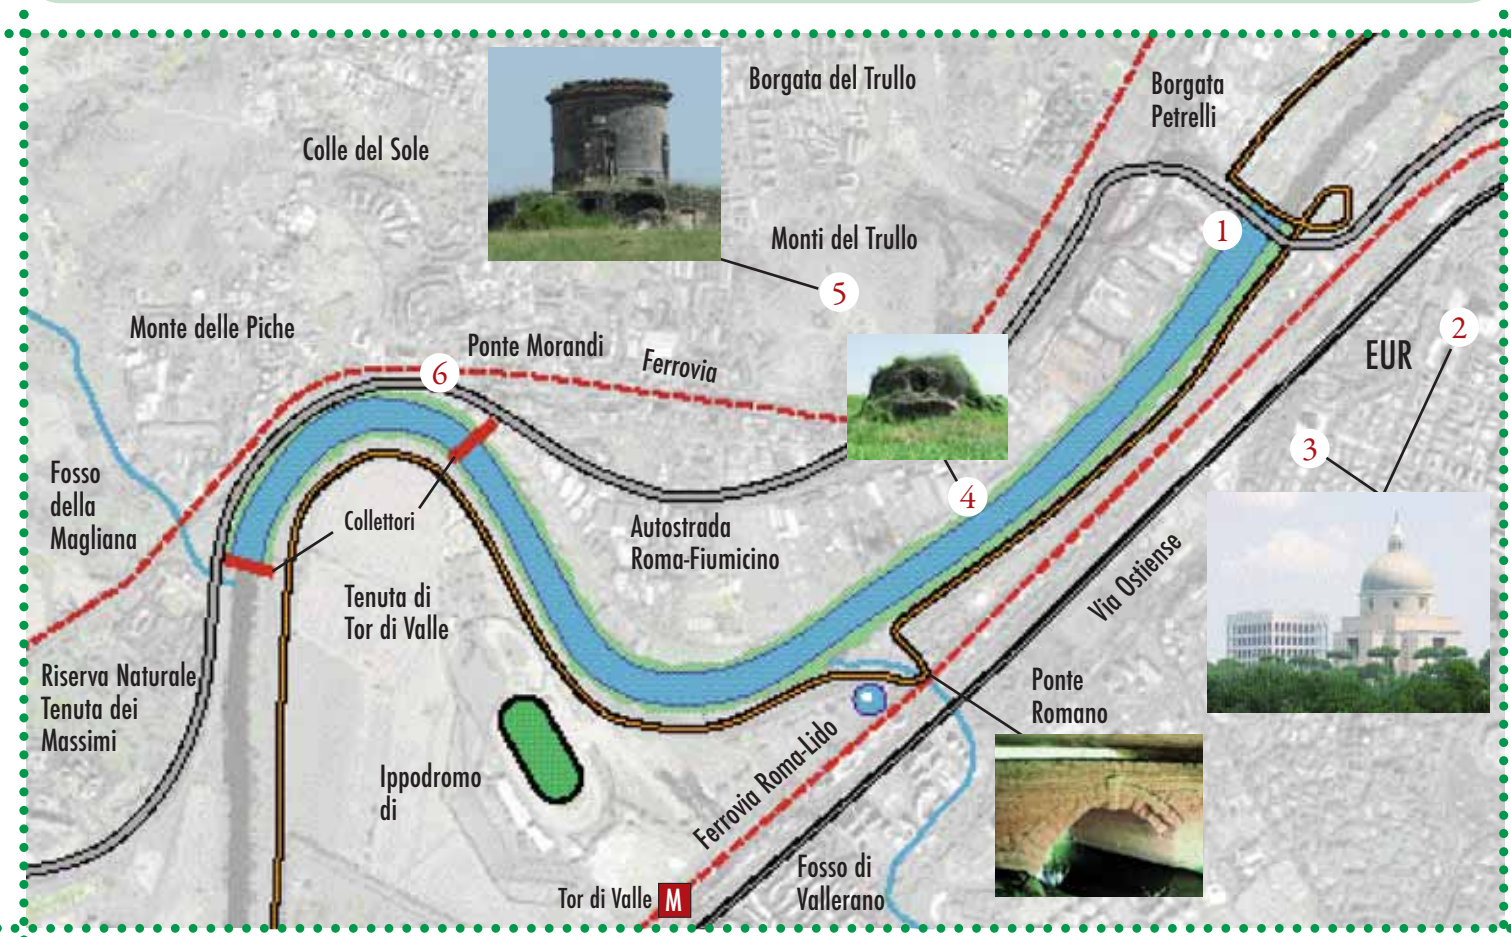 Borgata del Trullo
Borgata
Petrelli
Colle del Sole
1
Monti del Trullo
5
2
Monte delle Piche
Ponte Morandi
EUR
Ferrovia
6
3
Fosso
della
Magliana
4
Collettori
Autostrada
Roma-Fiumicino
Via Ostiense
Tenuta di
Tor di Valle
Riserva Naturale
Tenuta dei
Massimi
Ponte
Romano
Ippodromo
di
Ferrovia Roma-Lido
Fosso di
Vallerano
Tor di Valle M